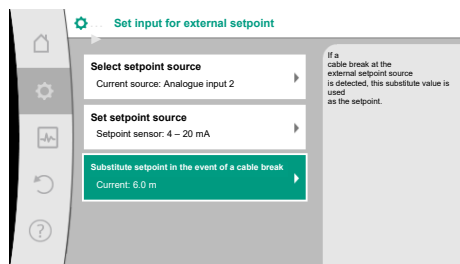 Set input for external setpoint
Select setpoint source
Current source: Analogue input 2
Set setpoint source
Setpoint sensor: 4 – 20 mA
Substitute setpoint in the event of a cable break
Current: 6.0 m
If a
cable break at the
external setpoint source
is detected, this substitute value is
used
as the setpoint.
?